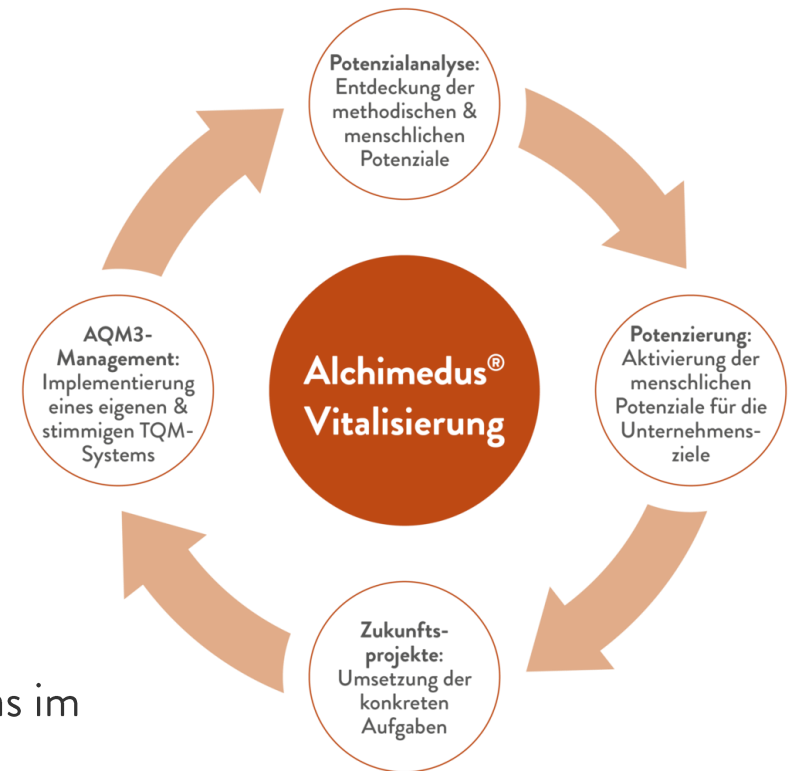 Potenzialanalyse:
Entdeckung der
methodischen &
menschlichen
Potenziale
Potenzierung:
Aktivierung der
menschlichen
Potenziale für die
Unternehmens-
ziele
Zukunfts-
projekte:
Umsetzung der
konkreten
Aufgaben
AQM3-
Management:
Implementierung
eines eigenen &
stimmigen TQM-
Systems
Alchimedus®
Vitalisierung
im